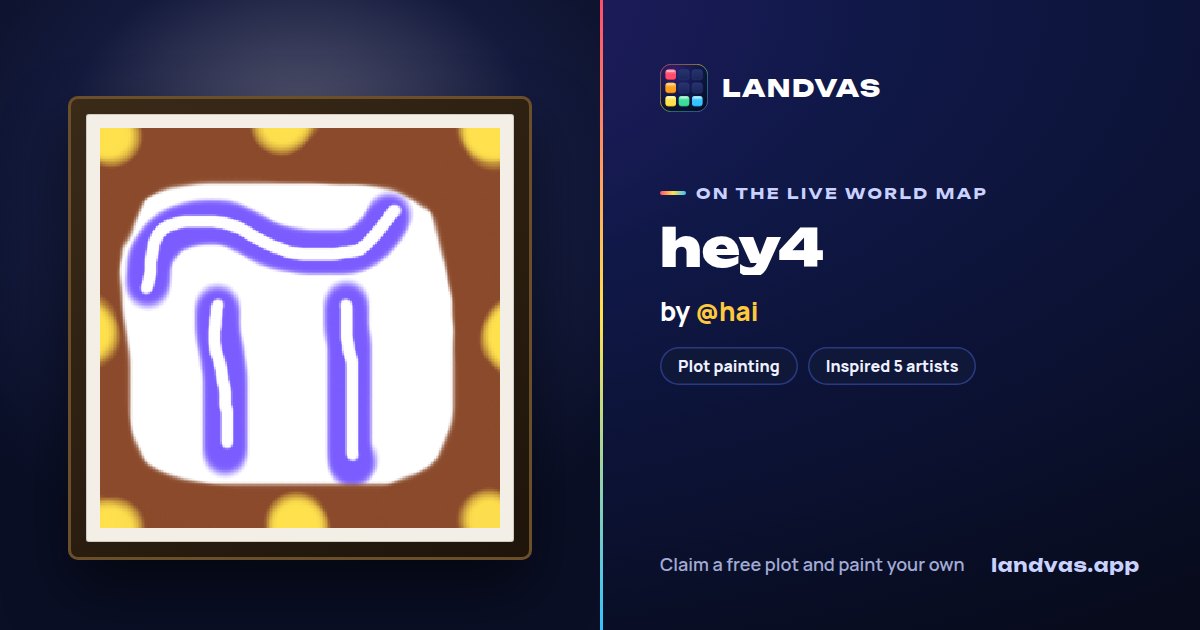 π
LANDVAS
ON THE LIVE WORLD MAP
hey4
by @hai
Plot painting
Inspired 5 artists
Claim a free plot and paint your own
landvas.app